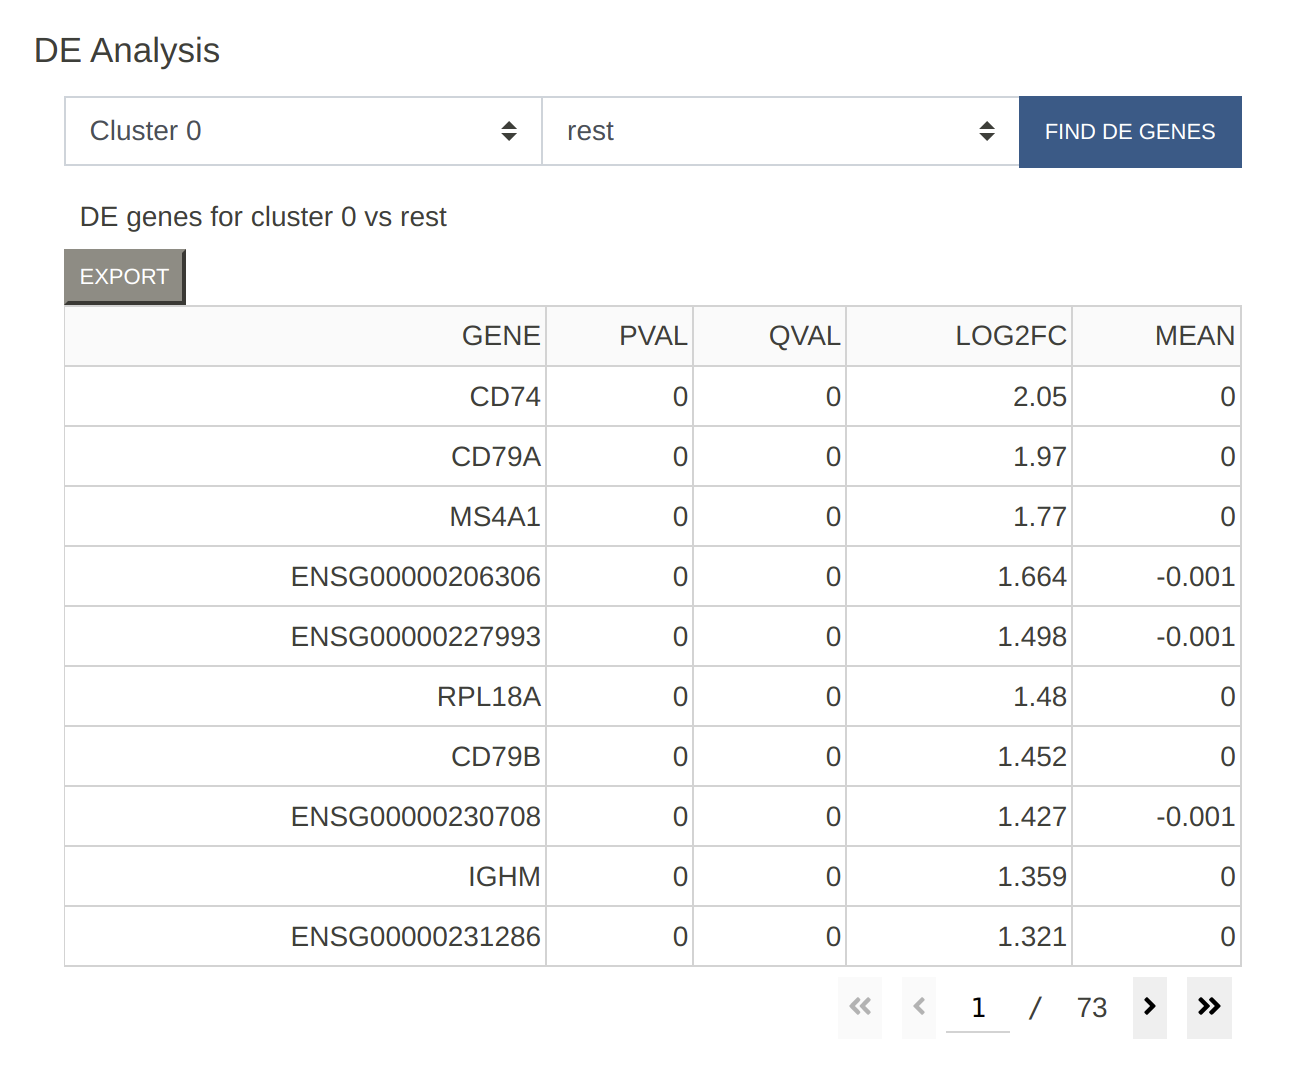 DE Analysis
Cluster 0 rest FIND DE GENES
DE genes for cluster 0 vs rest
EXPORT
GENE PVAL QVAL LOG2FC MEAN
CD74 0 0 2.05 0
CD79A 0 0 1.97 0
MS4A1 0 0 1.77 0
ENSG00000206306 0 0 1.664 -0.001
ENSG00000227993 0 0 1.498 -0.001
RPL18A 0 0 1.48 0
CD79B 0 0 1.452 0
ENSG00000230708 0 0 1.427 -0.001
IGHM 0 0 1.359 0
ENSG00000231286 0 0 1.321 0
1 / 73